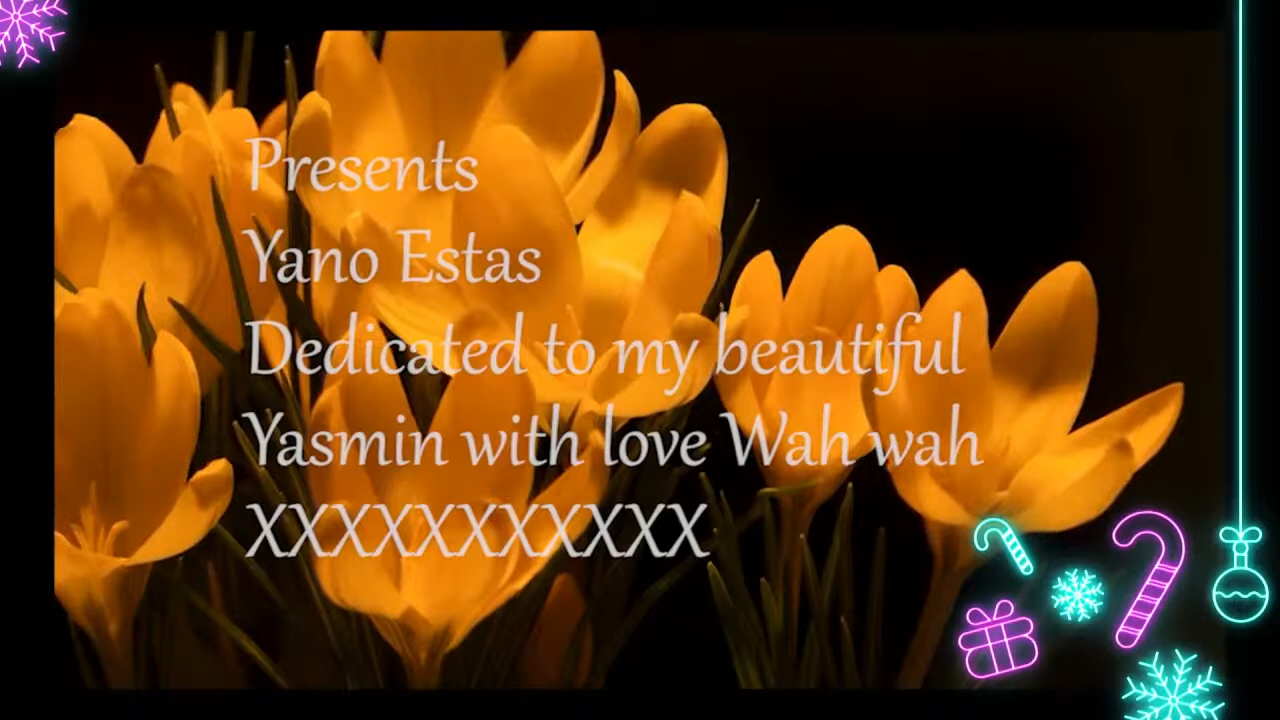 Presents
Yano Estas
Dedicated to my beautiful
Yasmin with love Wah wah
XXXXXXXXXXX